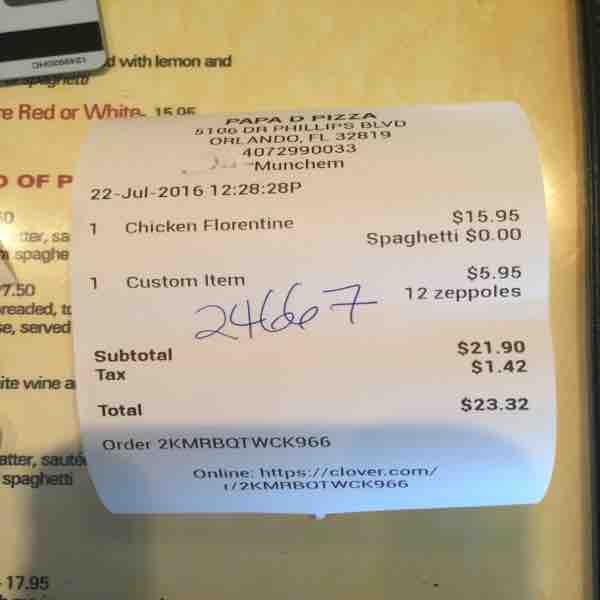 d with lemon and
spaghetti
re Red or White 15.95
PAPA D PIZZA
5106 DR PHILLIPS BLVD
ORLANDO, FL 32819
4072990033
Munchem
22-Jul-2016 12:28:28P
1 Chicken Florentine $15.95
Spaghetti $0.00
1 Custom Item $5.95
12 zeppoles
24667
Subtotal $21.90
Tax $1.42
Total $23.32
Order 2KMRBQTWCK966
Online: https://clover.com/
r/2KMRBQTWCK966
O OF P
tter, sa
spaghe
7.50
readed, to
se, served
ite wine a
atter, sauté
spaghetti
- 17.95